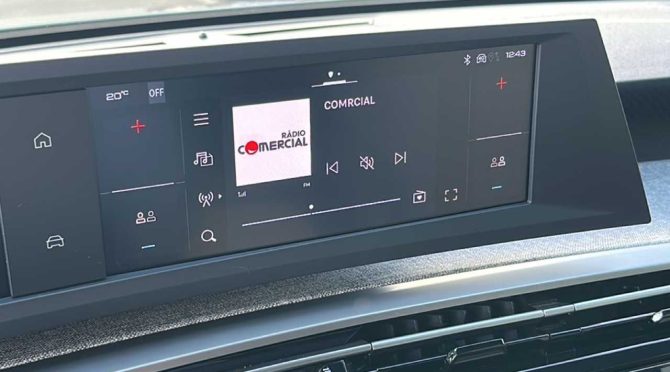 20°C OFF
12:43
COMRCIAL
RÁDIO
COMERCIAL
FM